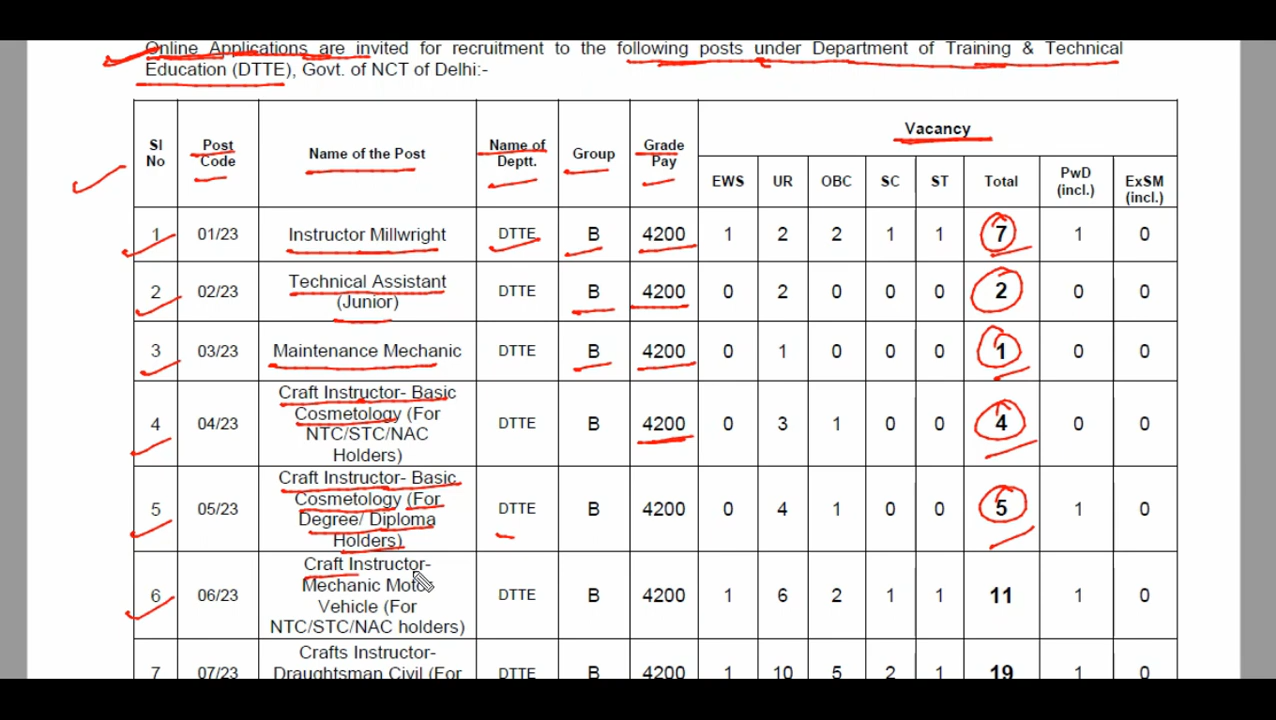 Online Applications are invited for recruitment to the following posts under Department of Training & Technical
Education (DTTE), Govt. of NCT of Delhi:-
Sl No Post Code Name of the Post Name of Deptt. Group Grade Pay Vacancy
EWS UR OBC SC ST Total PwD (incl.) ExSM (incl.)
1 01/23 Instructor Millwright DTTE B 4200 1 2 2 1 1 7 1 0
2 02/23 Technical Assistant (Junior) DTTE B 4200 0 2 0 0 0 2 0 0
3 03/23 Maintenance Mechanic DTTE B 4200 0 1 0 0 0 1 0 0
4 04/23 Craft Instructor- Basic Cosmetology (For NTC/STC/NAC Holders) DTTE B 4200 0 3 1 0 0 4 0 0
5 05/23 Craft Instructor- Basic Cosmetology (For Degree/ Diploma Holders) DTTE B 4200 0 4 1 0 0 5 1 0
6 06/23 Craft Instructor- Mechanic Motor Vehicle (For NTC/STC/NAC holders) DTTE B 4200 1 6 2 1 1 11 1 0
7 07/23 Crafts Instructor- Draughtsman Civil (For DTTE B 4200 1 10 5 2 1 19 1 0